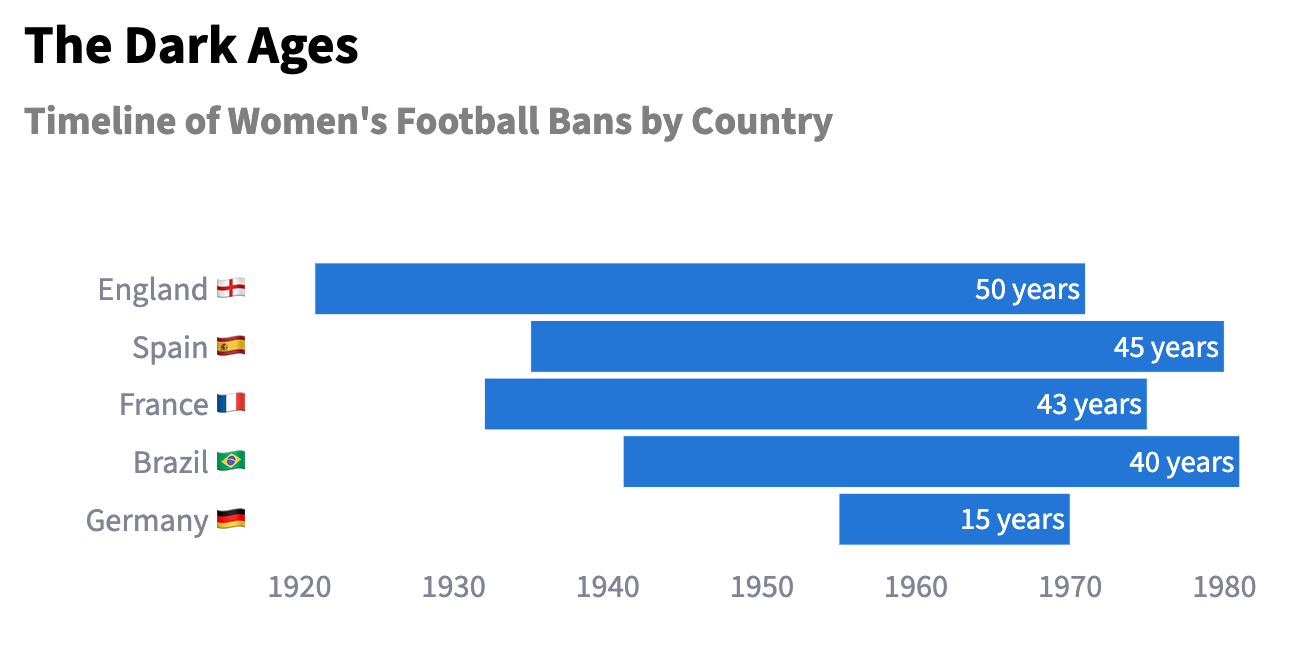 The Dark Ages
Timeline of Women's Football Bans by Country
England 🏴󠁧󠁢󠁥󠁮󠁧󠁿 50 years
Spain 🇪🇸 45 years
France 🇫🇷 43 years
Brazil 🇧🇷 40 years
Germany 🇩🇪 15 years
1920 1930 1940 1950 1960 1970 1980